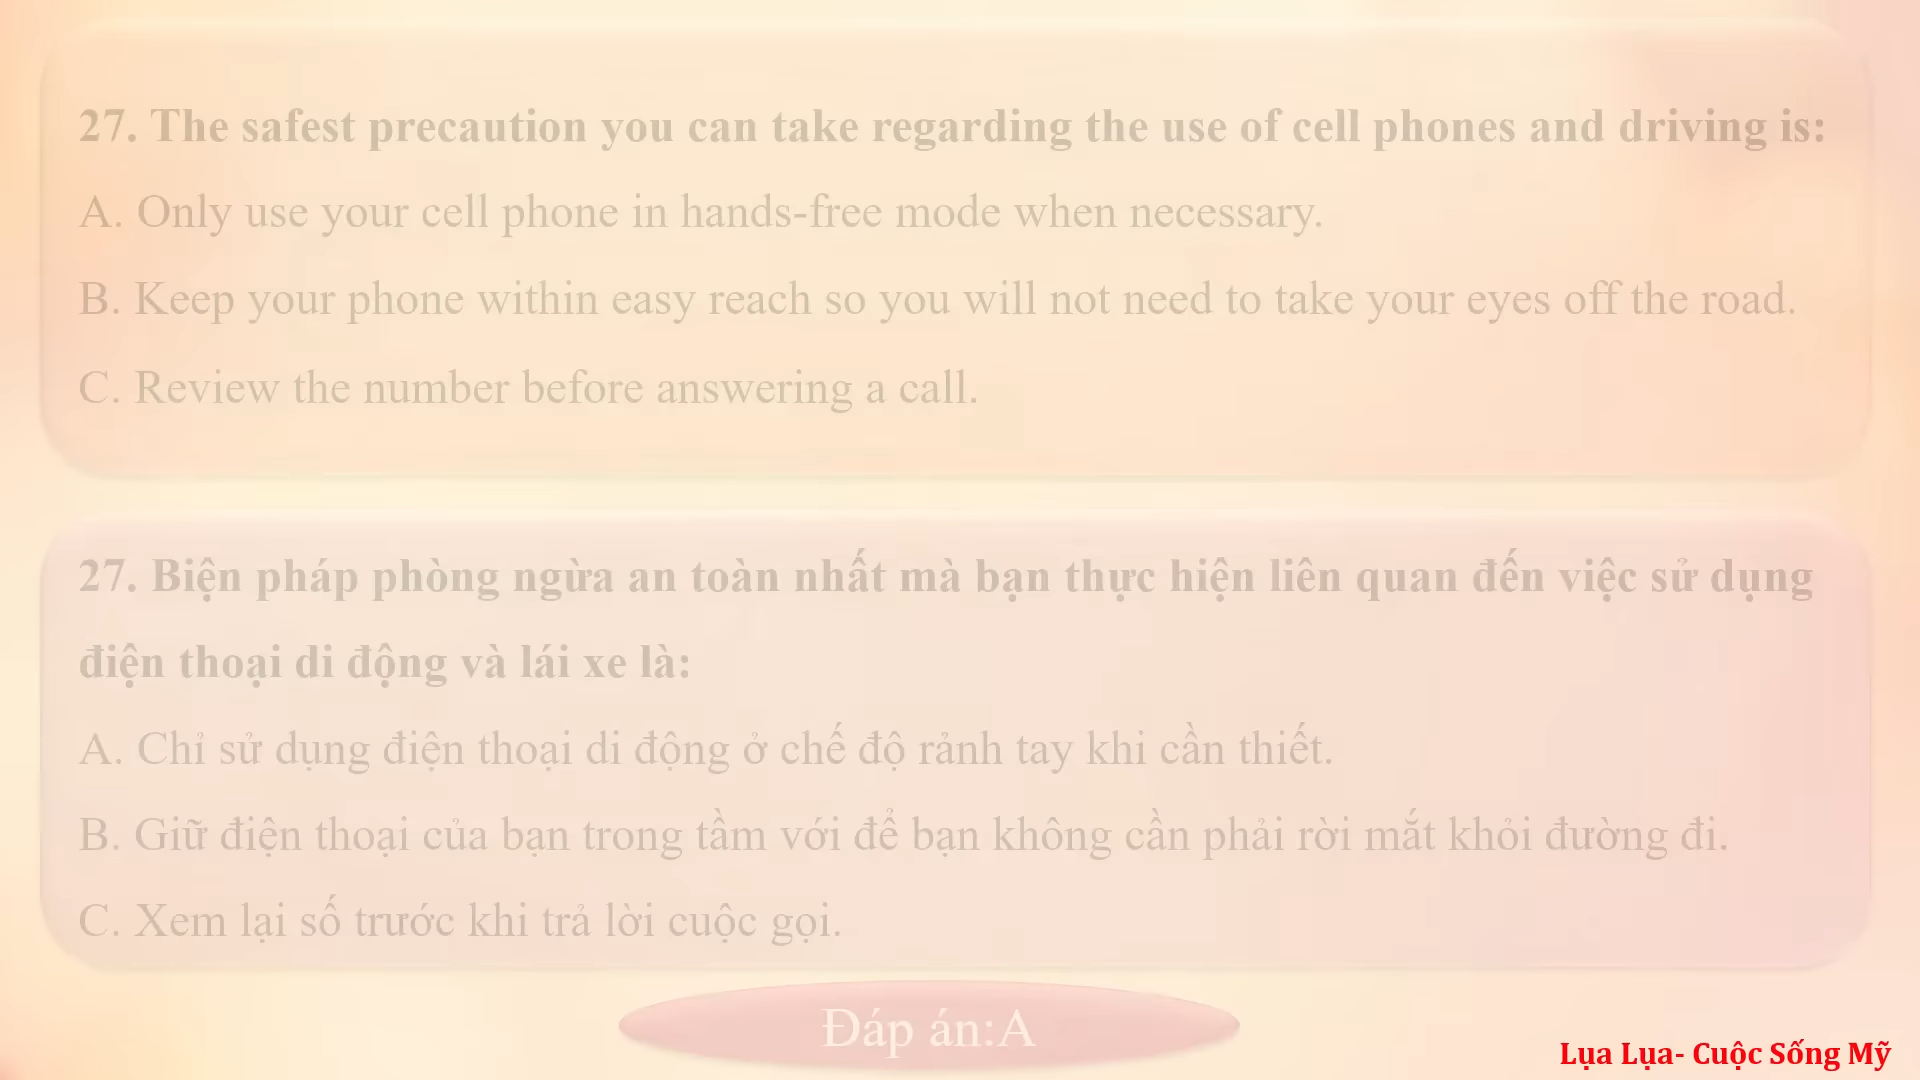 27. The safest precaution you can take regarding the use of cell phones and driving is:
A. Only use your cell phone in hands-free mode when necessary.
B. Keep your phone within easy reach so you will not need to take your eyes off the road.
C. Review the number before answering a call.
27. Biện pháp phòng ngừa an toàn nhất mà bạn thực hiện liên quan đến việc sử dụng
điện thoại di động và lái xe là:
A. Chỉ sử dụng điện thoại di động ở chế độ rảnh tay khi cần thiết.
B. Giữ điện thoại của bạn trong tầm với để bạn không cần phải rời mắt khỏi đường đi.
C. Xem lại số trước khi trả lời cuộc gọi.
Đáp án:A
Lụa Lụa- Cuộc Sống Mỹ